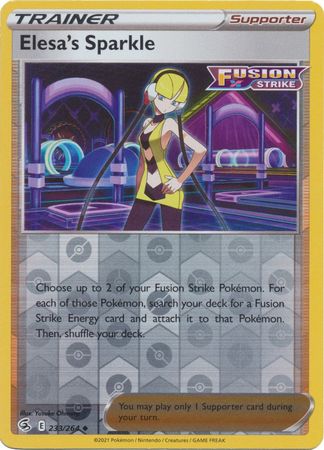 TRAINER Supporter
Elesa's Sparkle
FUSION
STRIKE
Choose up to 2 of your Fusion Strike Pokémon. For
each of those Pokémon, search your deck for a Fusion
Strike Energy card and attach it to that Pokémon.
Then, shuffle your deck.
Illus. Yusuke Ohmura
You may play only 1 Supporter card during
your turn.
E 233/264
©2021 Pokémon / Nintendo / Creatures / GAME FREAK